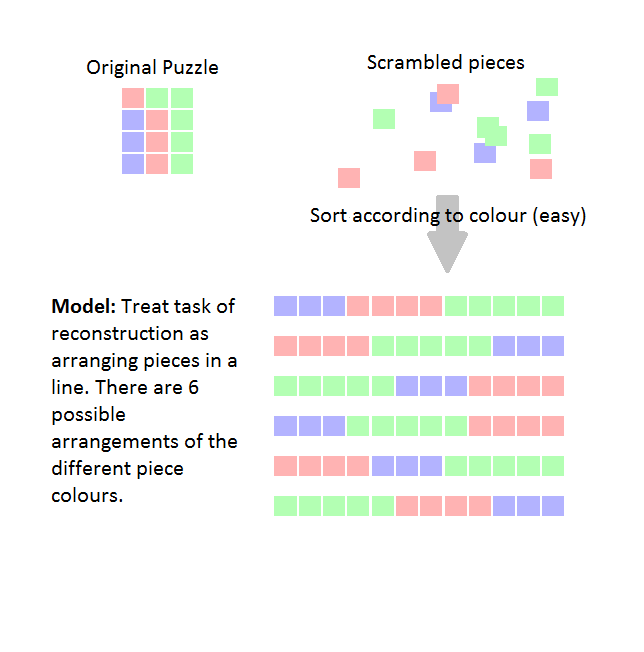 Original Puzzle
Scrambled pieces
Sort according to colour (easy)
Model: Treat task of
reconstruction as
arranging pieces in a
line. There are 6
possible
arrangements of the
different piece
colours.